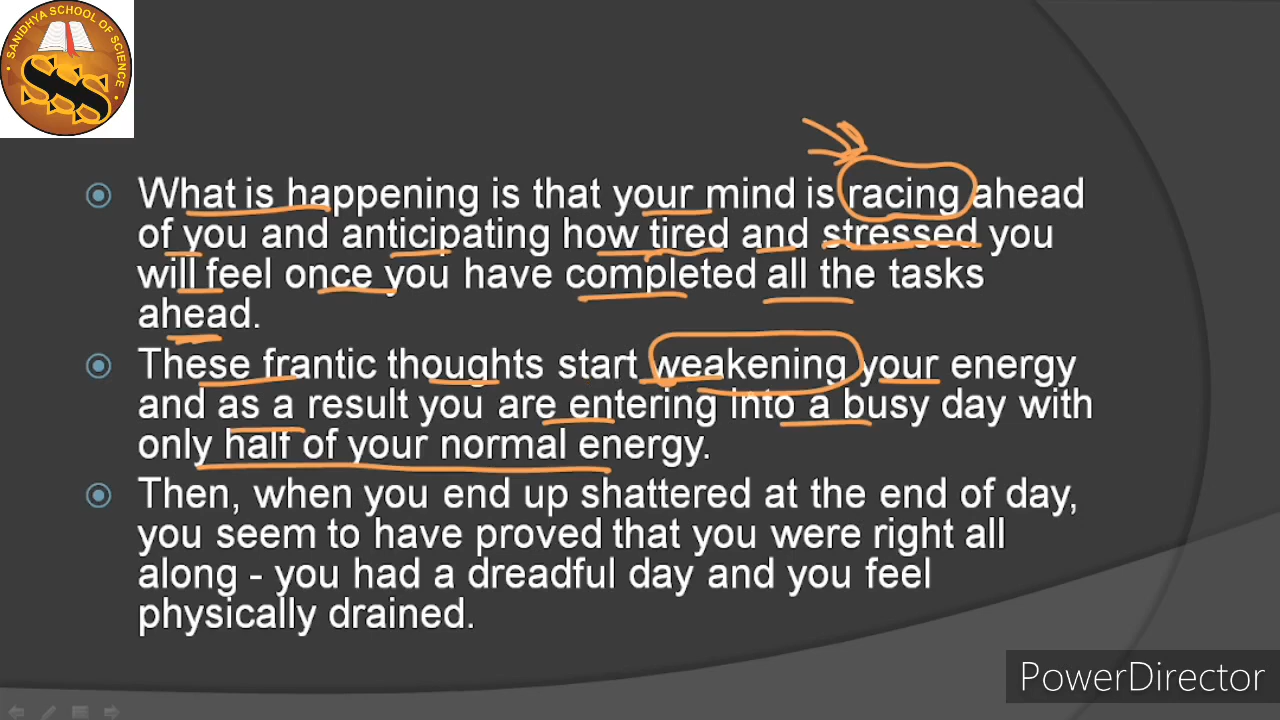 SANIDHYA SCHOOL OF SCIENCE
SSS
What is happening is that your mind is racing ahead
of you and anticipating how tired and stressed you
will feel once you have completed all the tasks
ahead.
These frantic thoughts start weakening your energy
and as a result you are entering into a busy day with
only half of your normal energy.
Then, when you end up shattered at the end of day,
you seem to have proved that you were right all
along - you had a dreadful day and you feel
physically drained.
PowerDirector